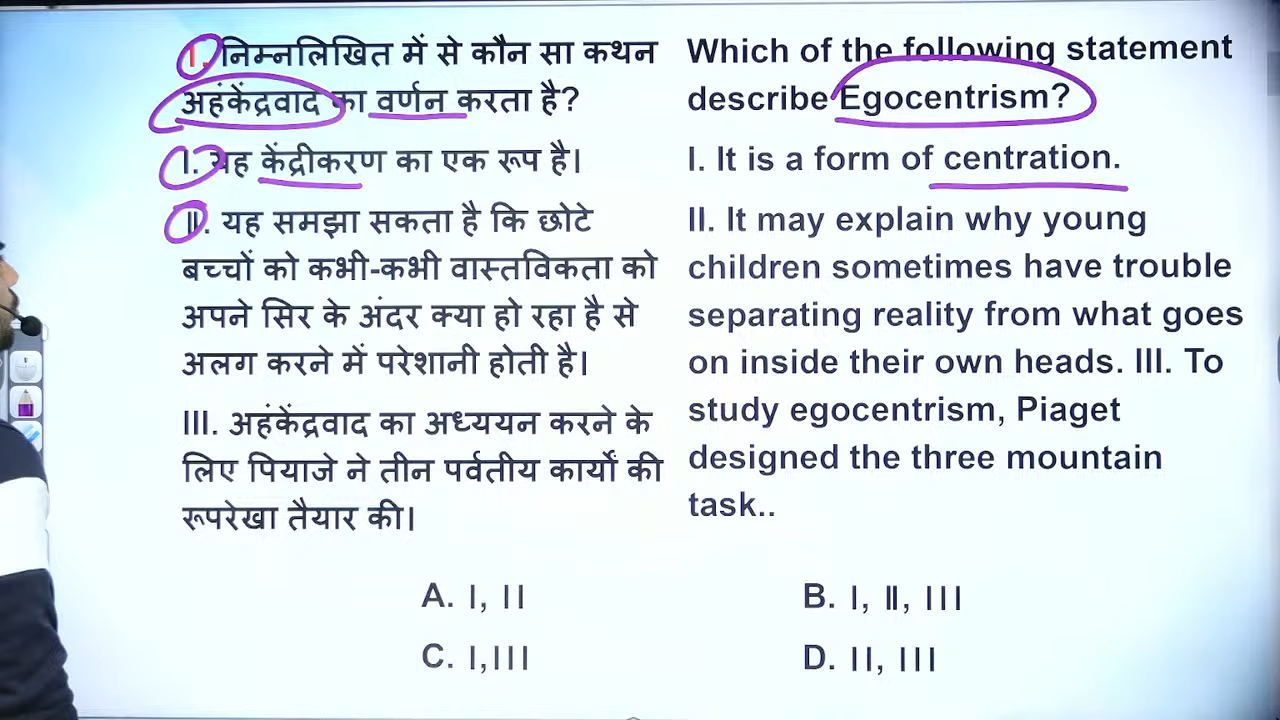 1. निम्नलिखित में से कौन सा कथन
अहंकेंद्रवाद का वर्णन करता है?
I. यह केंद्रीकरण का एक रूप है।
II. यह समझा सकता है कि छोटे
बच्चों को कभी-कभी वास्तविकता को
अपने सिर के अंदर क्या हो रहा है से
अलग करने में परेशानी होती है।
III. अहंकेंद्रवाद का अध्ययन करने के
लिए पियाजे ने तीन पर्वतीय कार्यों की
रूपरेखा तैयार की।
Which of the following statement
describe Egocentrism?
I. It is a form of centration.
II. It may explain why young
children sometimes have trouble
separating reality from what goes
on inside their own heads. III. To
study egocentrism, Piaget
designed the three mountain
task..
A. I, II
B. I, II, III
C. I,III
D. II, III